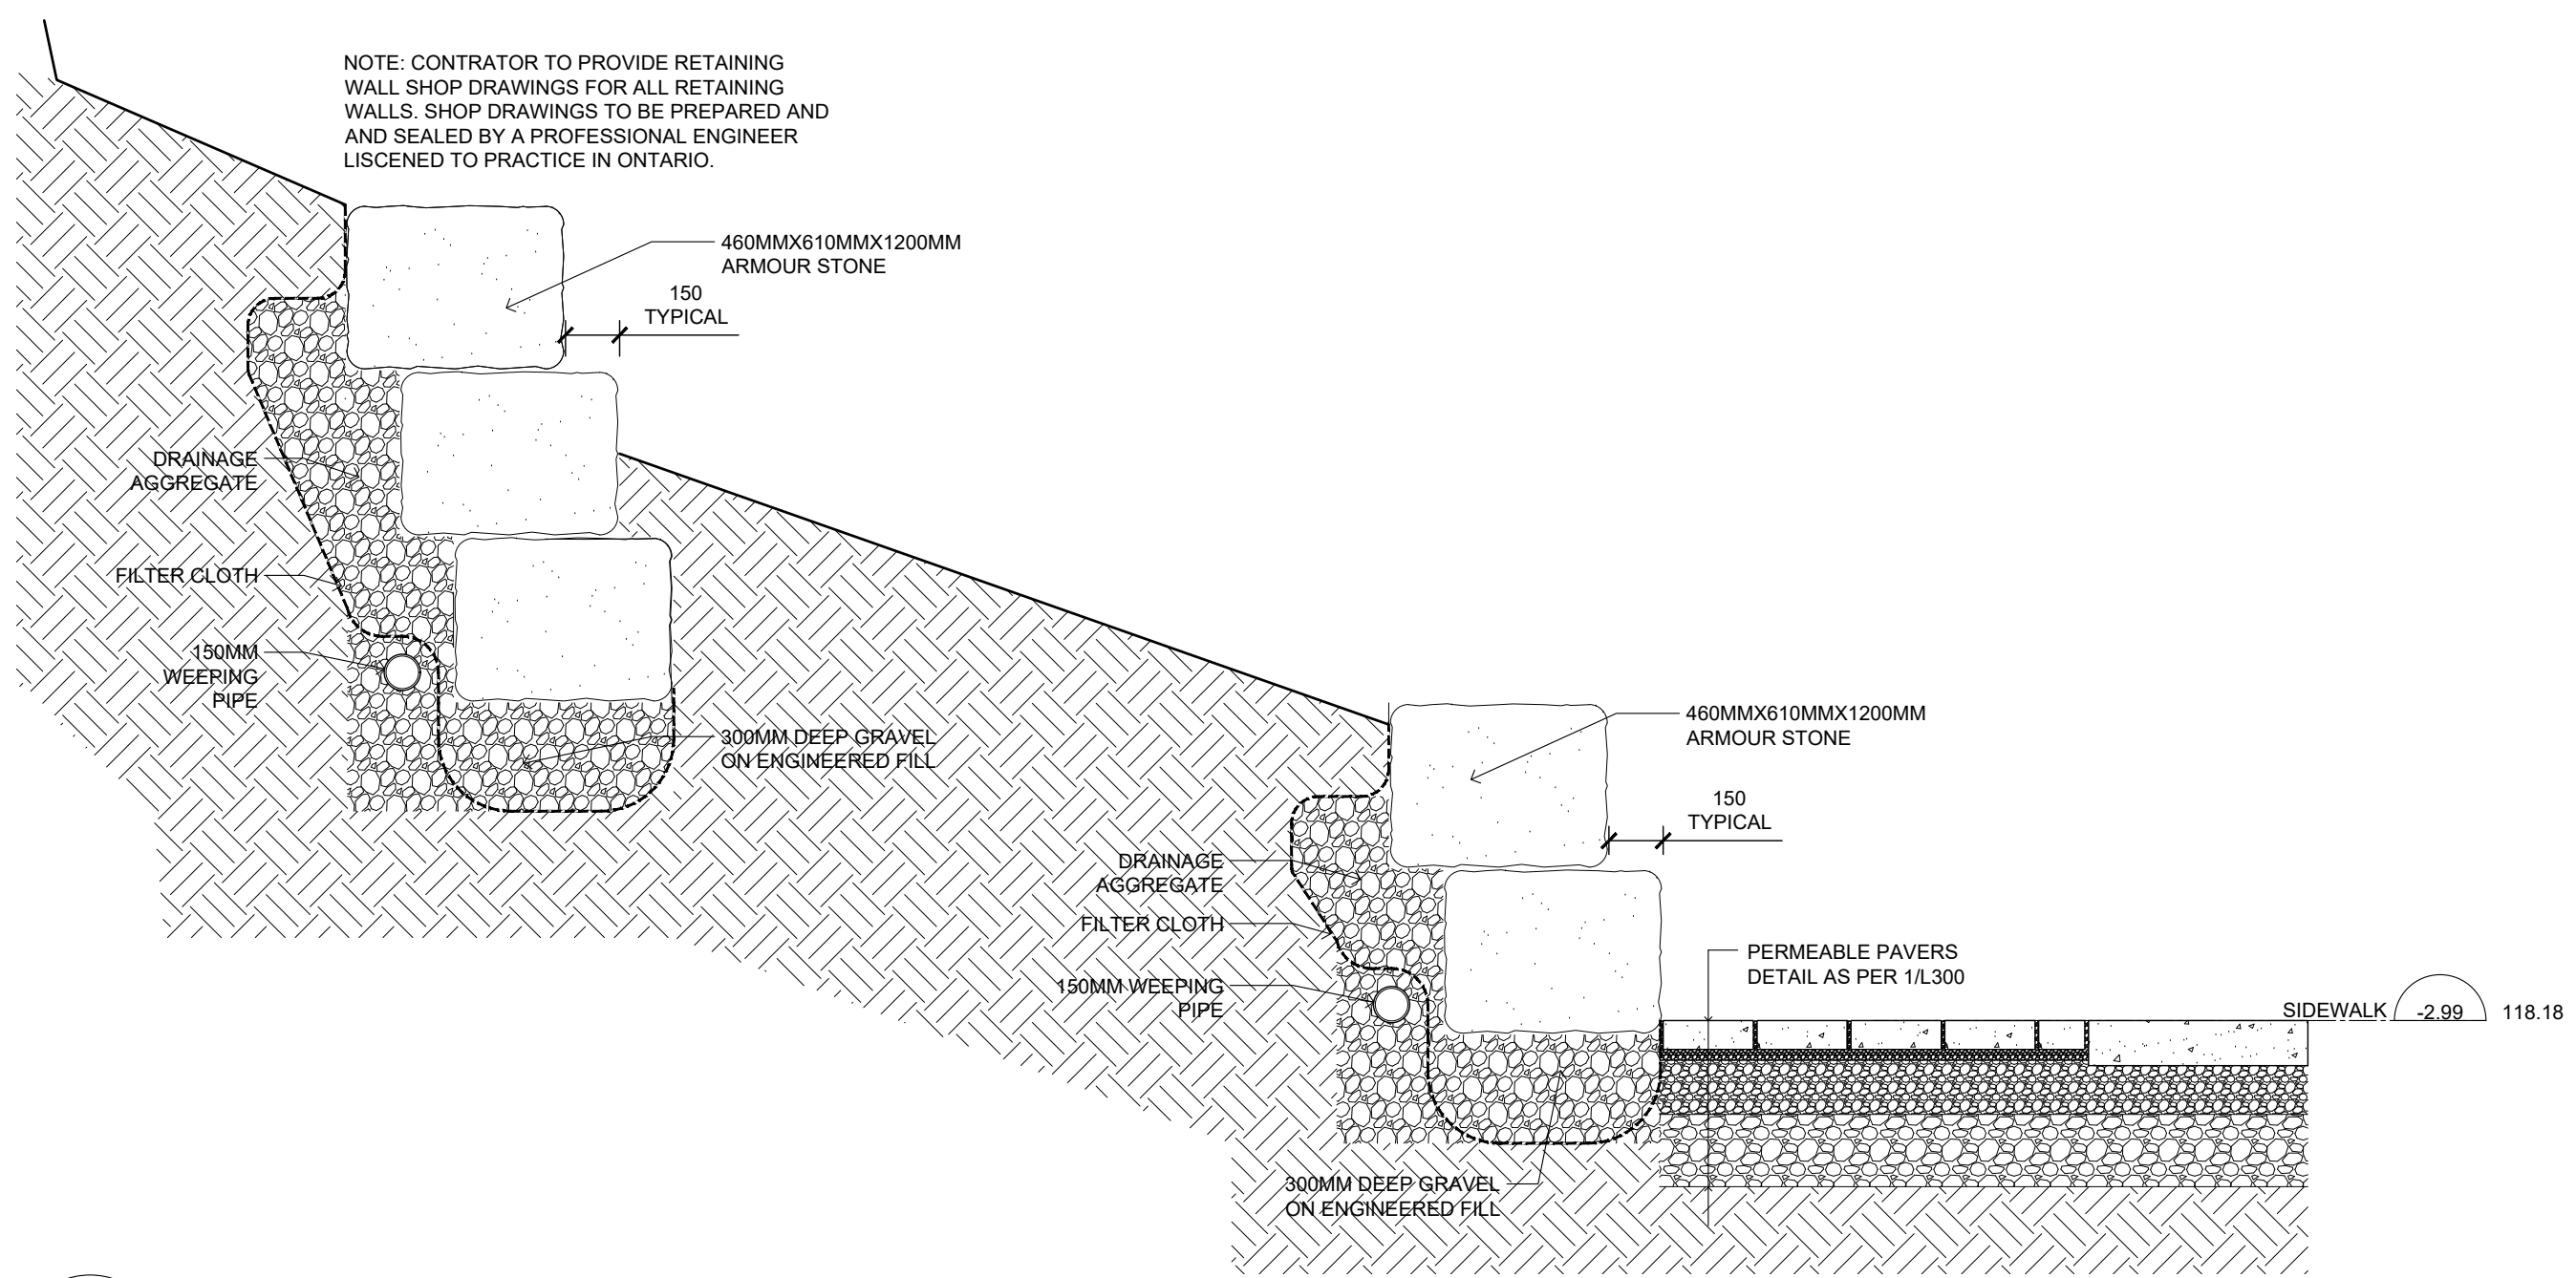 NOTE: CONTRATOR TO PROVIDE RETAINING
WALL SHOP DRAWINGS FOR ALL RETAINING
WALLS. SHOP DRAWINGS TO BE PREPARED AND
AND SEALED BY A PROFESSIONAL ENGINEER
LISCENED TO PRACTICE IN ONTARIO.
460MMX610MMX1200MM
ARMOUR STONE
150
TYPICAL
DRAINAGE
AGGREGATE
FILTER CLOTH
150MM
WEEPING
PIPE
300MM DEEP GRAVEL
ON ENGINEERED FILL
460MMX610MMX1200MM
ARMOUR STONE
150
TYPICAL
DRAINAGE
AGGREGATE
FILTER CLOTH
150MM WEEPING
PIPE
PERMEABLE PAVERS
DETAIL AS PER 1/L300
SIDEWALK -2.99 118.18
300MM DEEP GRAVEL
ON ENGINEERED FILL